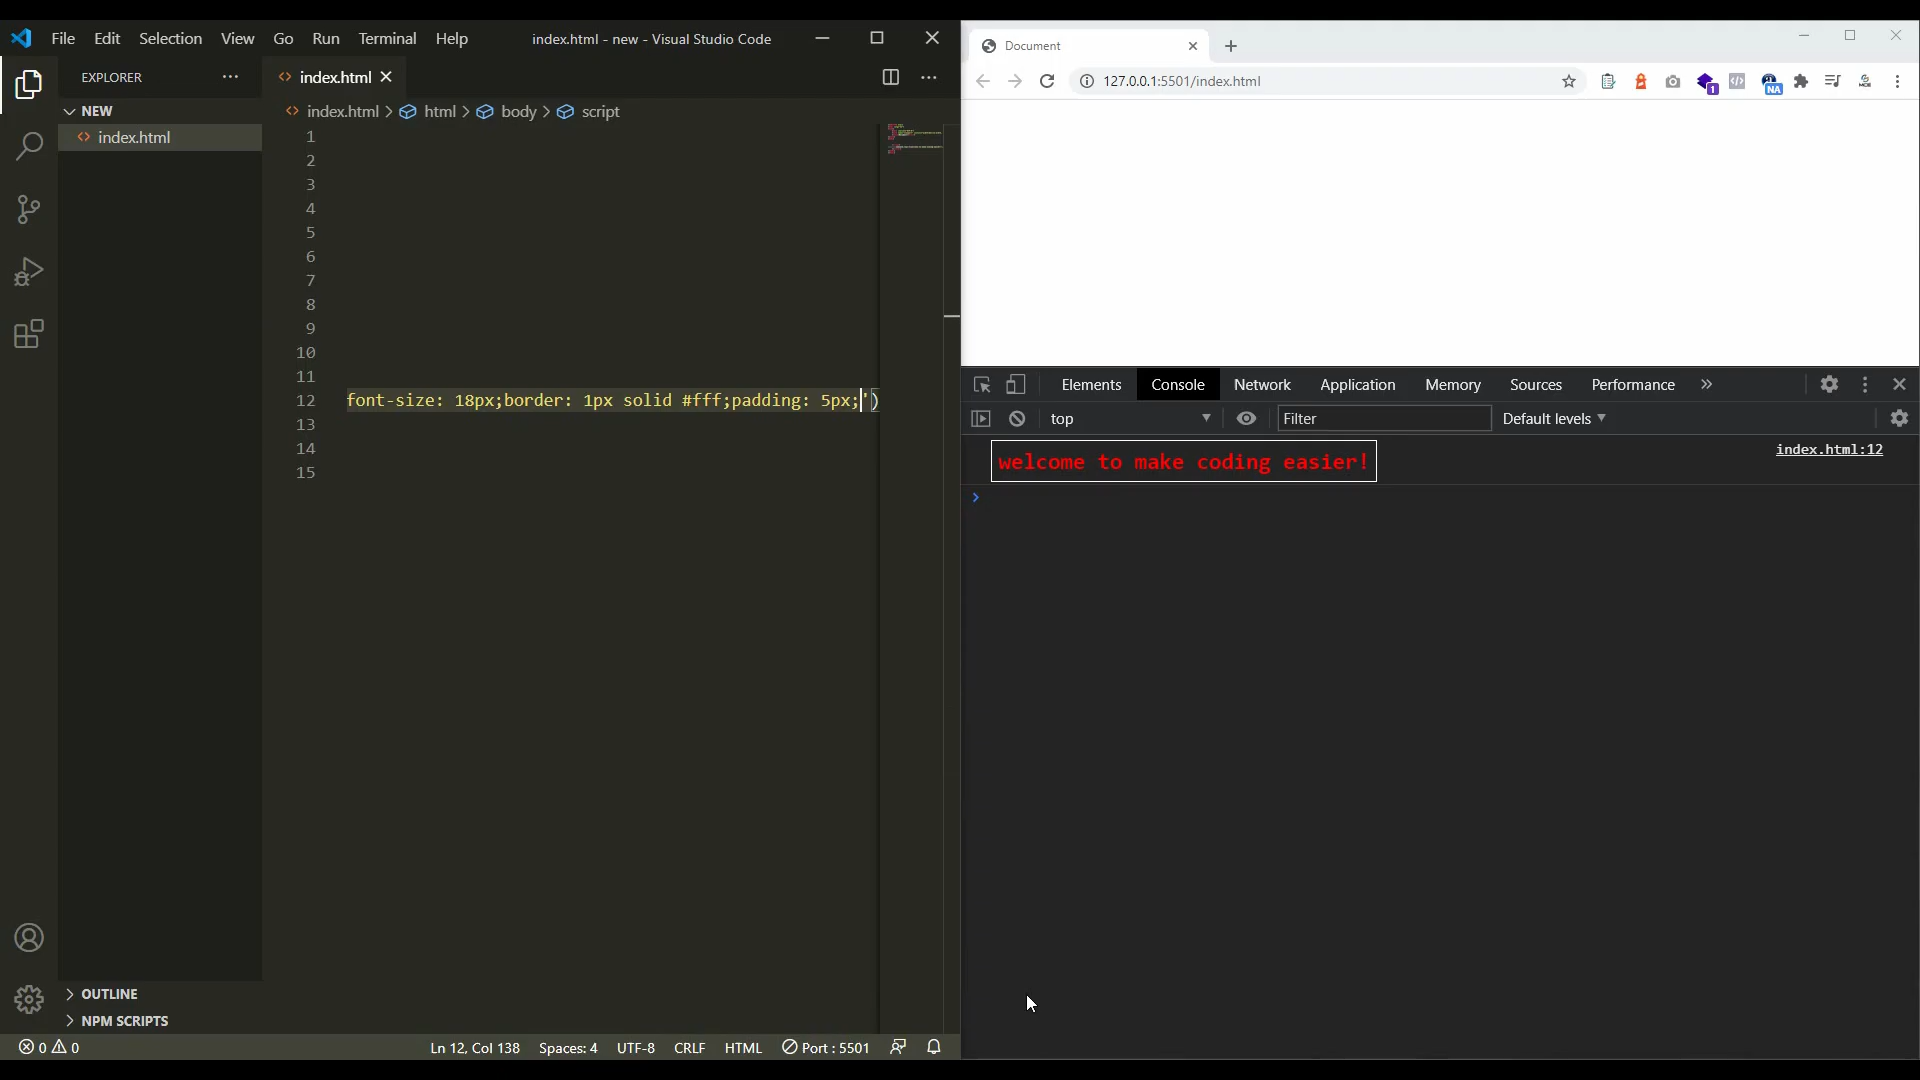 File Edit Selection View Go Run Terminal Help
index.html - new - Visual Studio Code
EXPLORER
index.html
NEW
index.html
index.html > html > body > script
1
2
3
4
5
6
7
8
9
10
11
12 font-size: 18px;border: 1px solid #fff;padding: 5px;')
13
14
15
OUTLINE
NPM SCRIPTS
0 0
Ln 12, Col 138 Spaces: 4 UTF-8 CRLF HTML Port : 5501
Document
127.0.0.1:5501/index.html
1
NA
Elements Console Network Application Memory Sources Performance
top Filter Default levels
welcome to make coding easier!
index.html:12